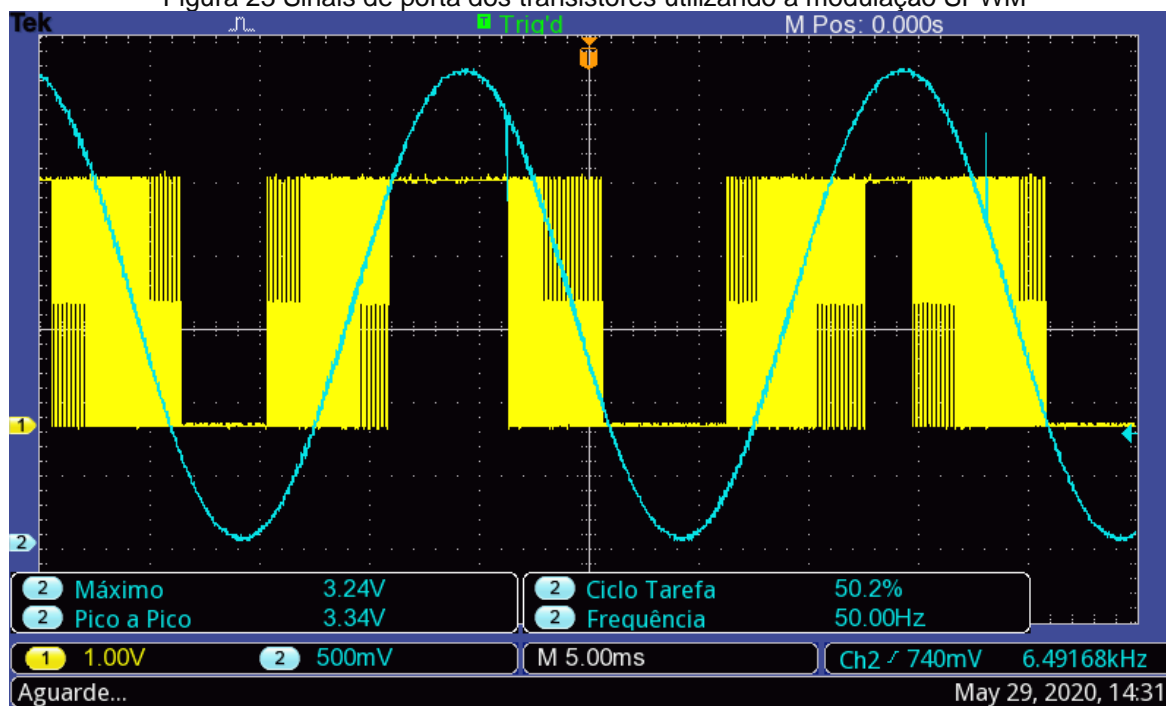 Figura 25 Sinais de porta dos transistores utilizando a modulação SPWM
Tek T Trig'd M Pos: 0.000s
T
1
2
2 Máximo 3.24V 2 Ciclo Tarefa 50.2%
2 Pico a Pico 3.34V 2 Frequência 50.00Hz
1 1.00V 2 500mV M 5.00ms Ch2 740mV 6.49168kHz
Aguarde... May 29, 2020, 14:31